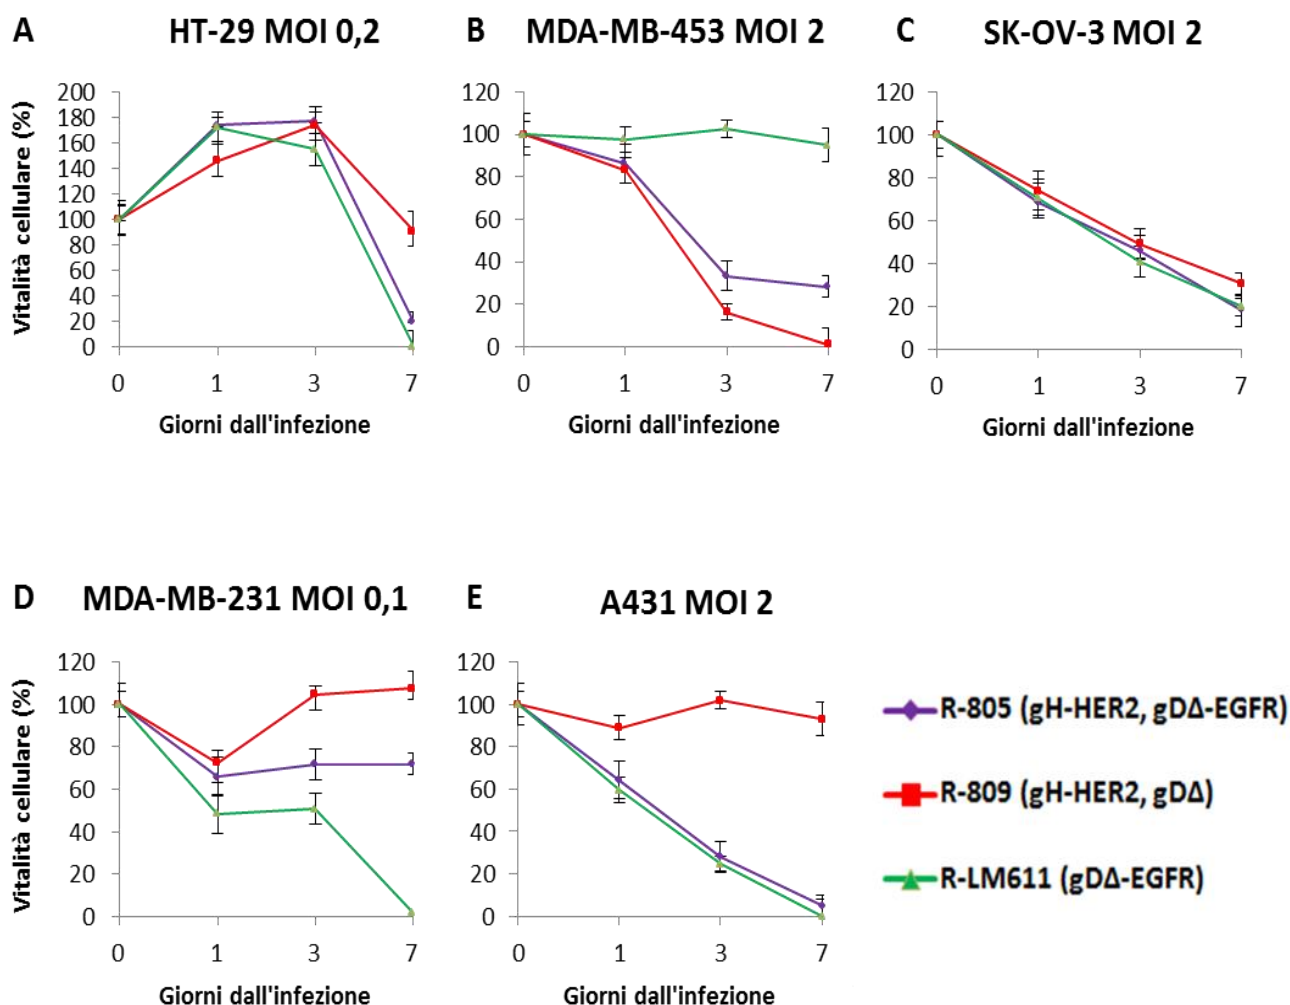 A HT-29 MOI 0,2
Vitalità cellulare (%)
200
180
160
140
120
100
80
60
40
20
0
0 1 3 7
Giorni dall'infezione
B MDA-MB-453 MOI 2
120
100
80
60
40
20
0
0 1 3 7
Giorni dall'infezione
C SK-OV-3 MOI 2
120
100
80
60
40
20
0
0 1 3 7
Giorni dall'infezione
D MDA-MB-231 MOI 0,1
Vitalità cellulare (%)
120
100
80
60
40
20
0
0 1 3 7
Giorni dall'infezione
E A431 MOI 2
120
100
80
60
40
20
0
0 1 3 7
Giorni dall'infezione
R-805 (gH-HER2, gDΔ-EGFR)
R-809 (gH-HER2, gDΔ)
R-LM611 (gDΔ-EGFR)